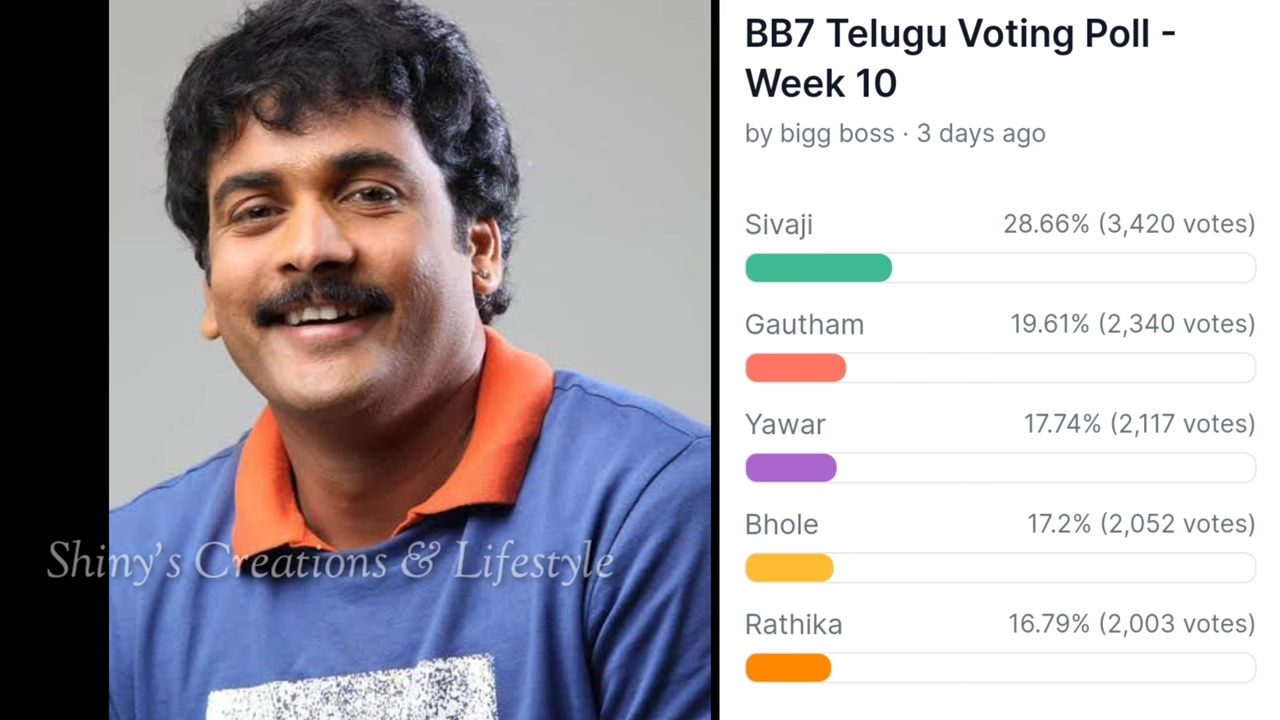 Shiny's Creations & Lifestyle
BB7 Telugu Voting Poll -
Week 10
by bigg boss · 3 days ago
Sivaji 28.66% (3,420 votes)
Gautham 19.61% (2,340 votes)
Yawar 17.74% (2,117 votes)
Bhole 17.2% (2,052 votes)
Rathika 16.79% (2,003 votes)